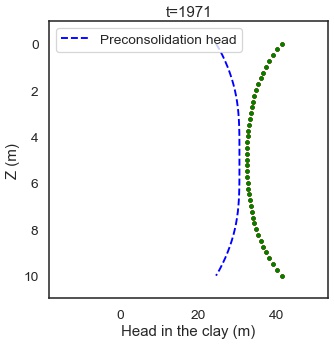 t=1971
Preconsolidation head
0
2
4
6
8
10
Z (m)
0 20 40
Head in the clay (m)